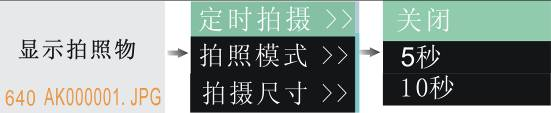 显示拍照物
640 AK000001.JPG
定时拍摄 >>
拍照模式 >>
拍摄尺寸 >>
关闭
5秒
10秒